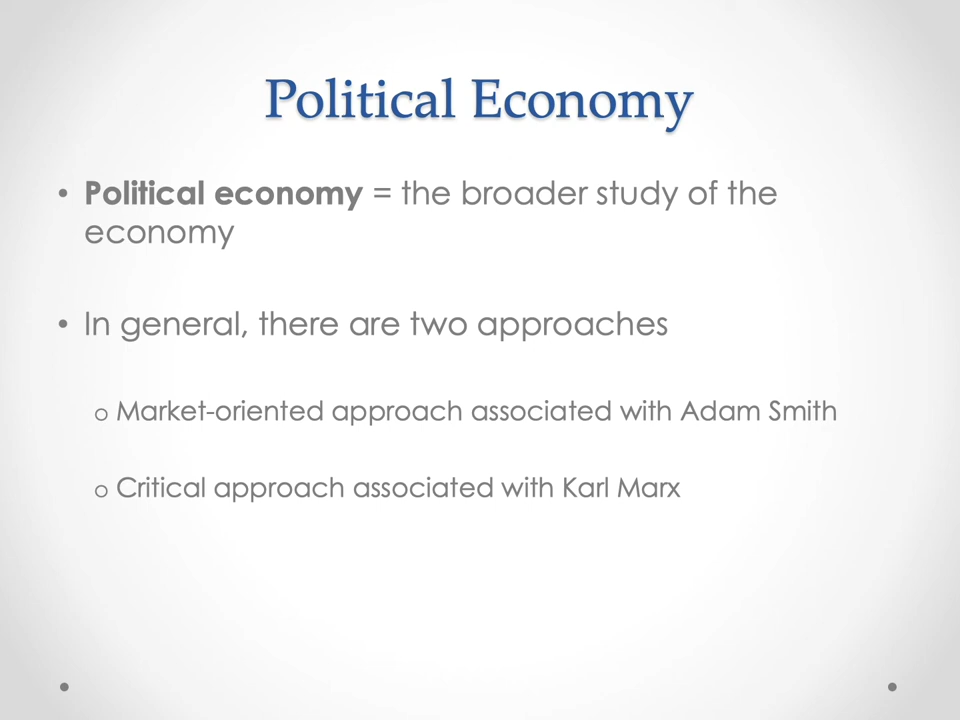 Political Economy
• Political economy = the broader study of the
economy
• In general, there are two approaches
o Market-oriented approach associated with Adam Smith
o Critical approach associated with Karl Marx